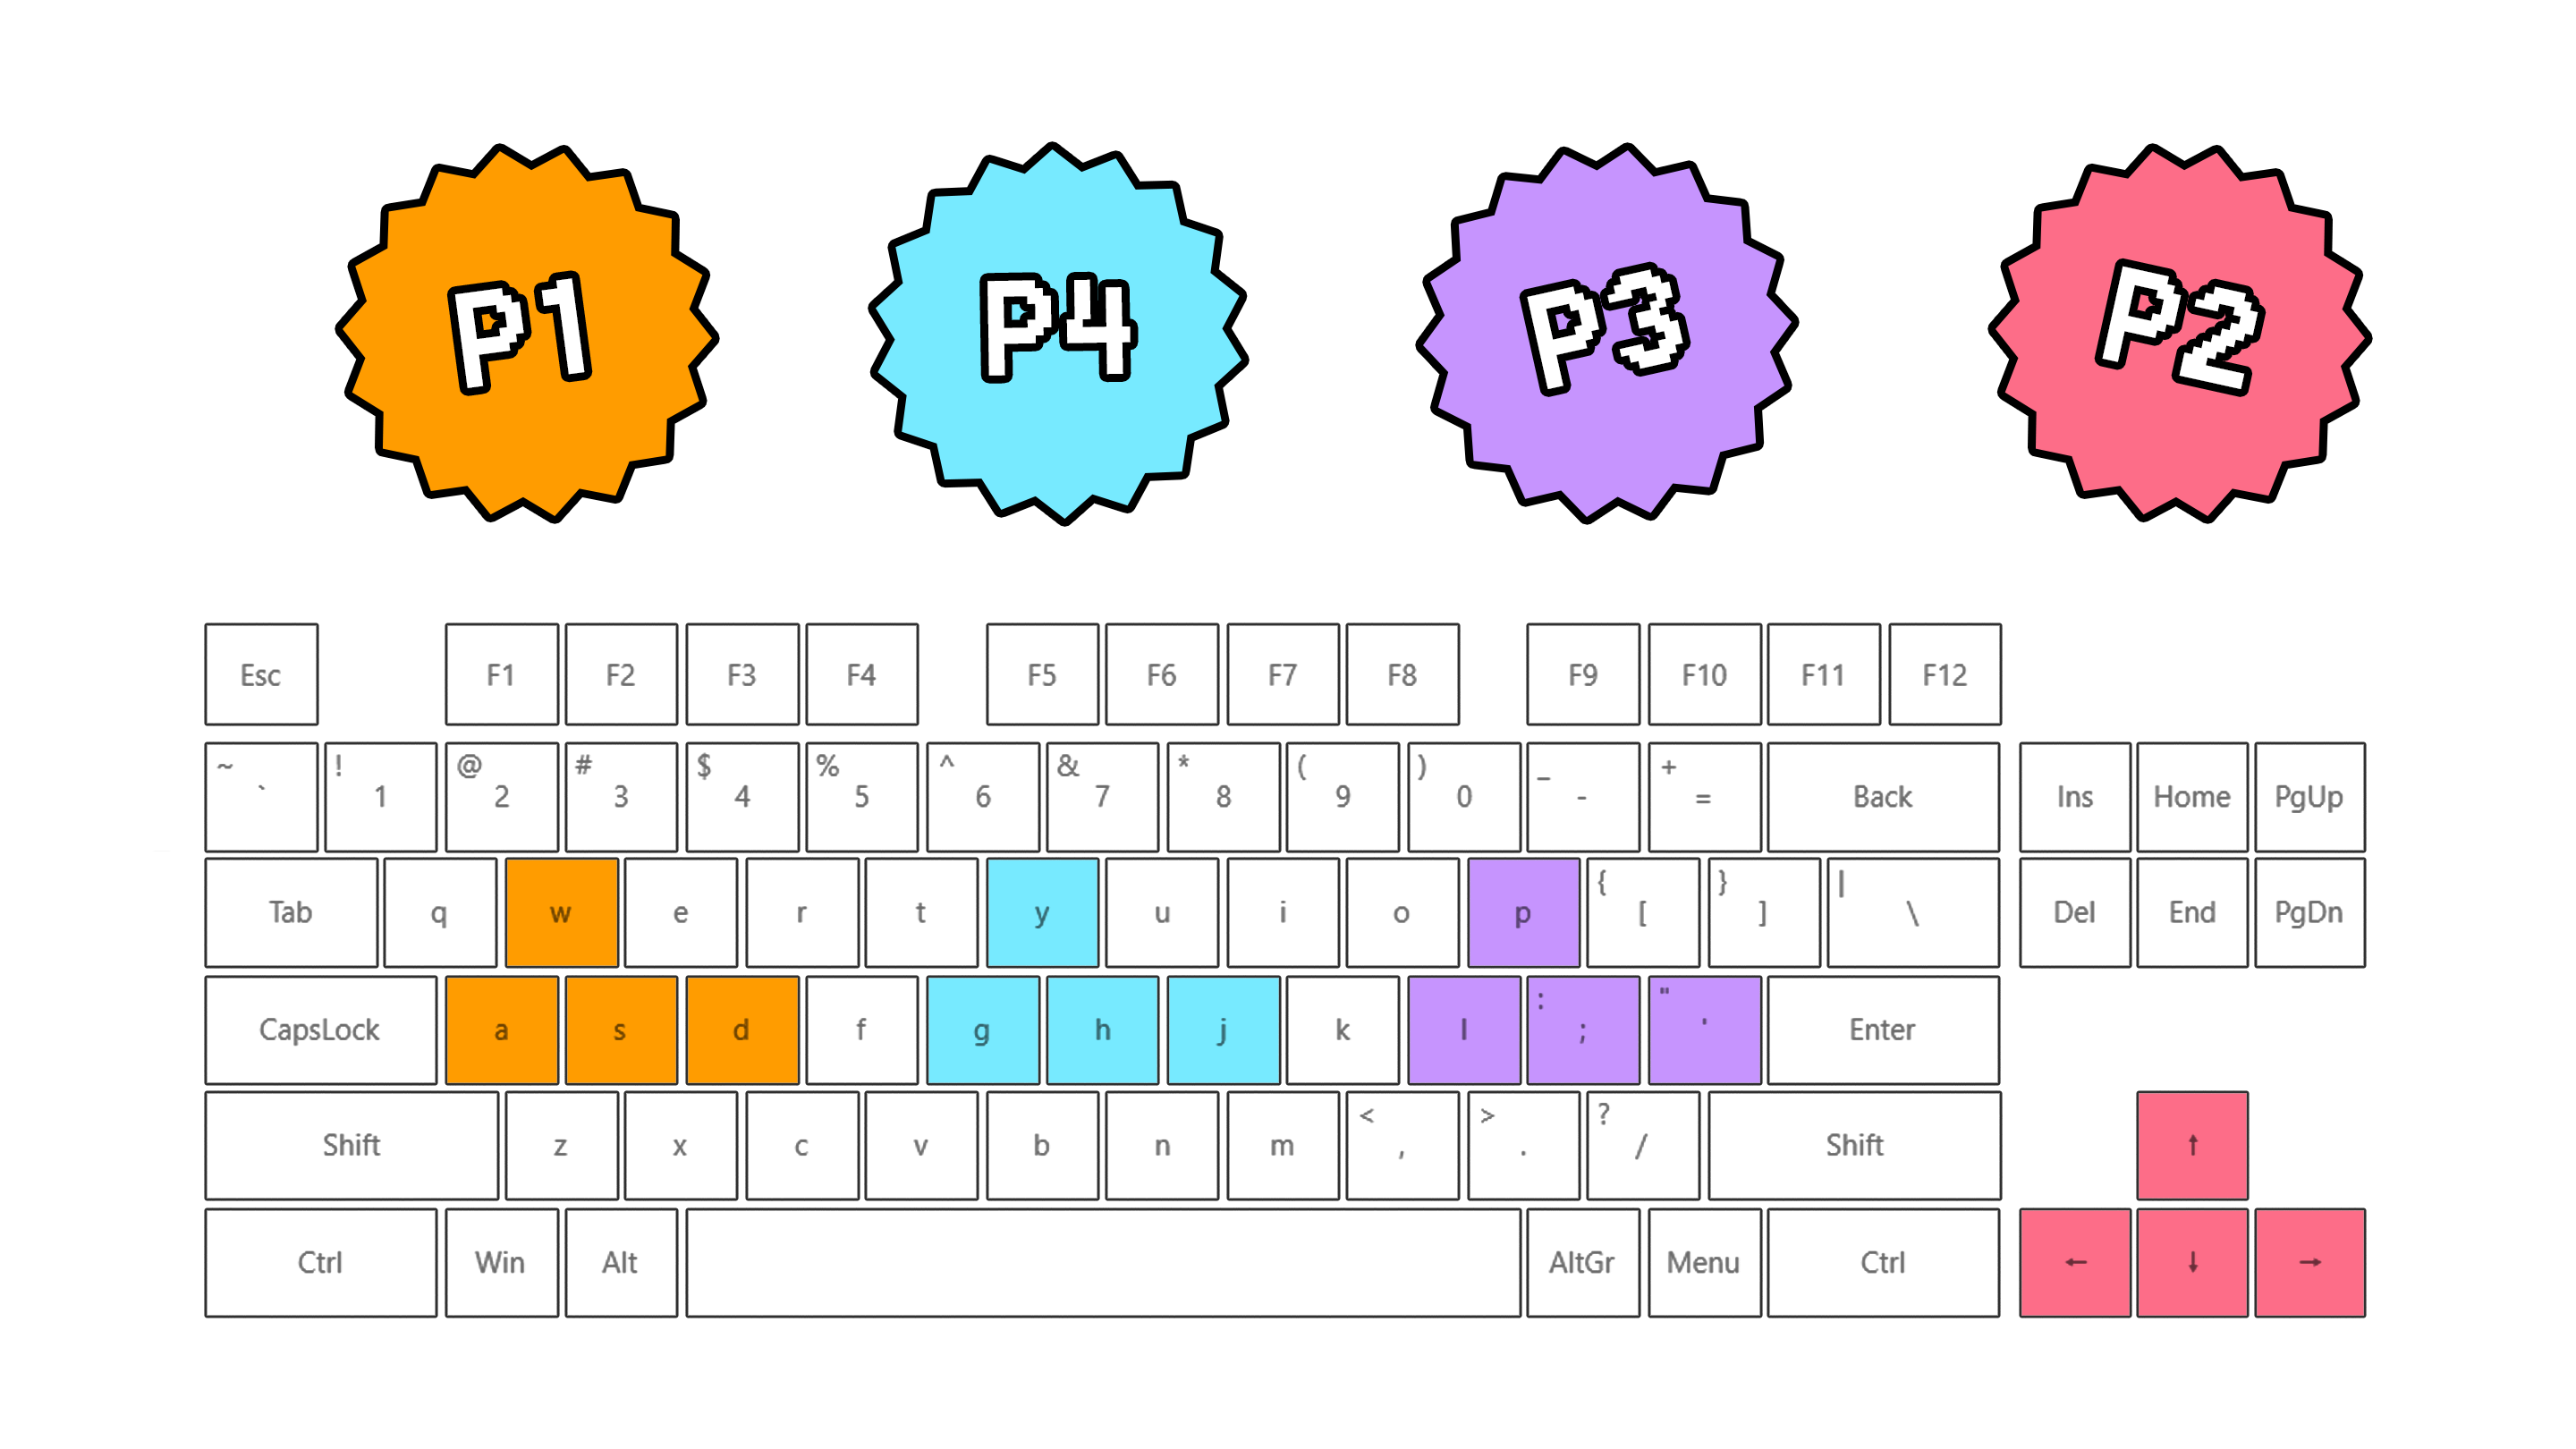 P1 P4 P3 P2
Esc F1 F2 F3 F4 F5 F6 F7 F8 F9 F10 F11 F12
~ ` ! 1 @ 2 # 3 $ 4 % 5 ^ 6 & 7 * 8 ( 9 ) 0 _ - + = Back Ins Home PgUp
Tab q w e r t y u i o p { [ } ] | \ Del End PgDn
CapsLock a s d f g h j k l : ; " ' Enter
Shift z x c v b n m < , > . ? / Shift ↑
Ctrl Win Alt AltGr Menu Ctrl ← ↓ →